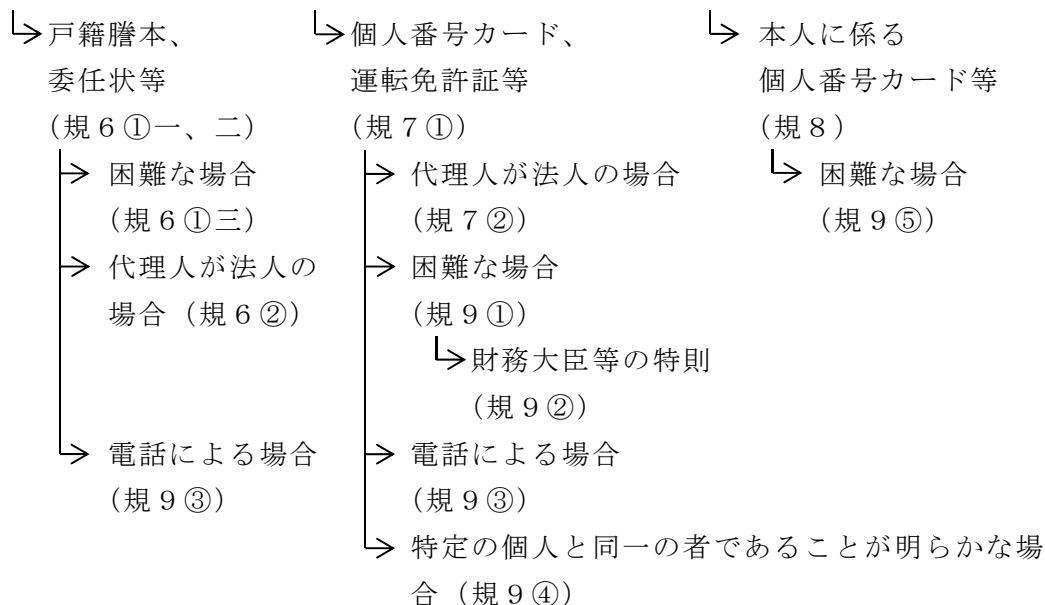 戸籍謄本、
委任状等
（規６①一、二）
困難な場合
（規６①三）
代理人が法人の
場合（規６②）
電話による場合
（規９③）
個人番号カード、
運転免許証等
（規７①）
代理人が法人の場合
（規７②）
困難な場合
（規９①）
財務大臣等の特則
（規９②）
電話による場合
（規９③）
特定の個人と同一の者であることが明らかな場
合（規９④）
本人に係る
個人番号カード等
（規８）
困難な場合
（規９⑤）